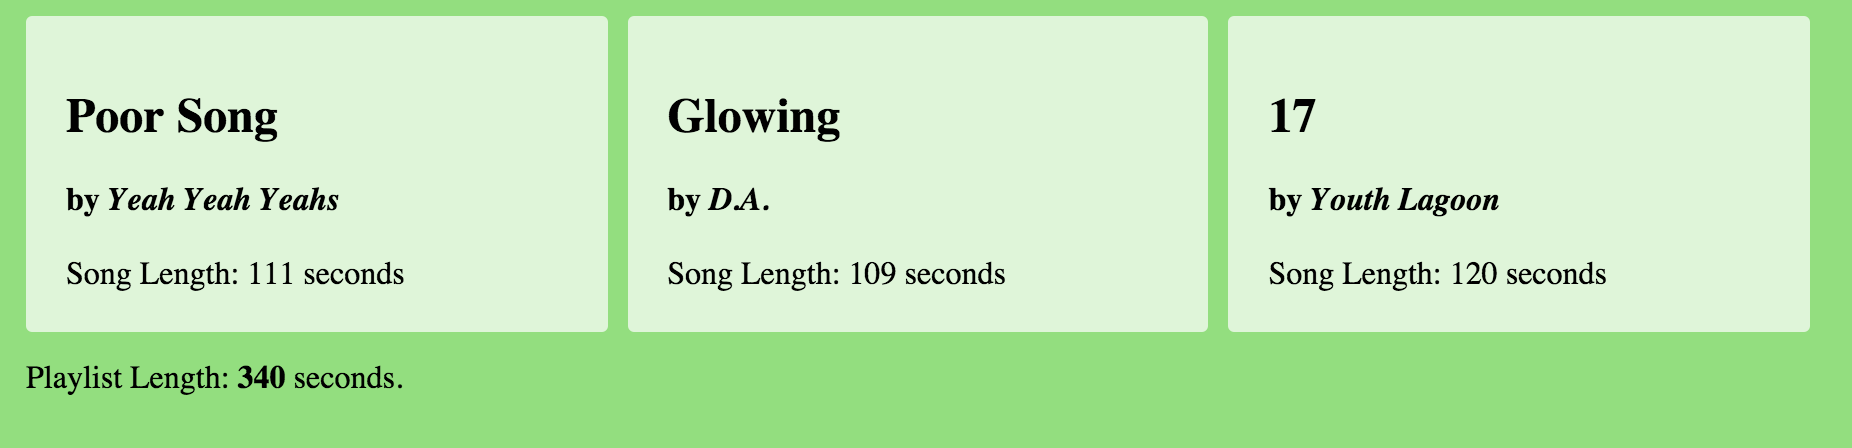 Poor Song
by Yeah Yeah Yeahs
Song Length: 111 seconds
Glowing
by D.A.
Song Length: 109 seconds
17
by Youth Lagoon
Song Length: 120 seconds
Playlist Length: 340 seconds.